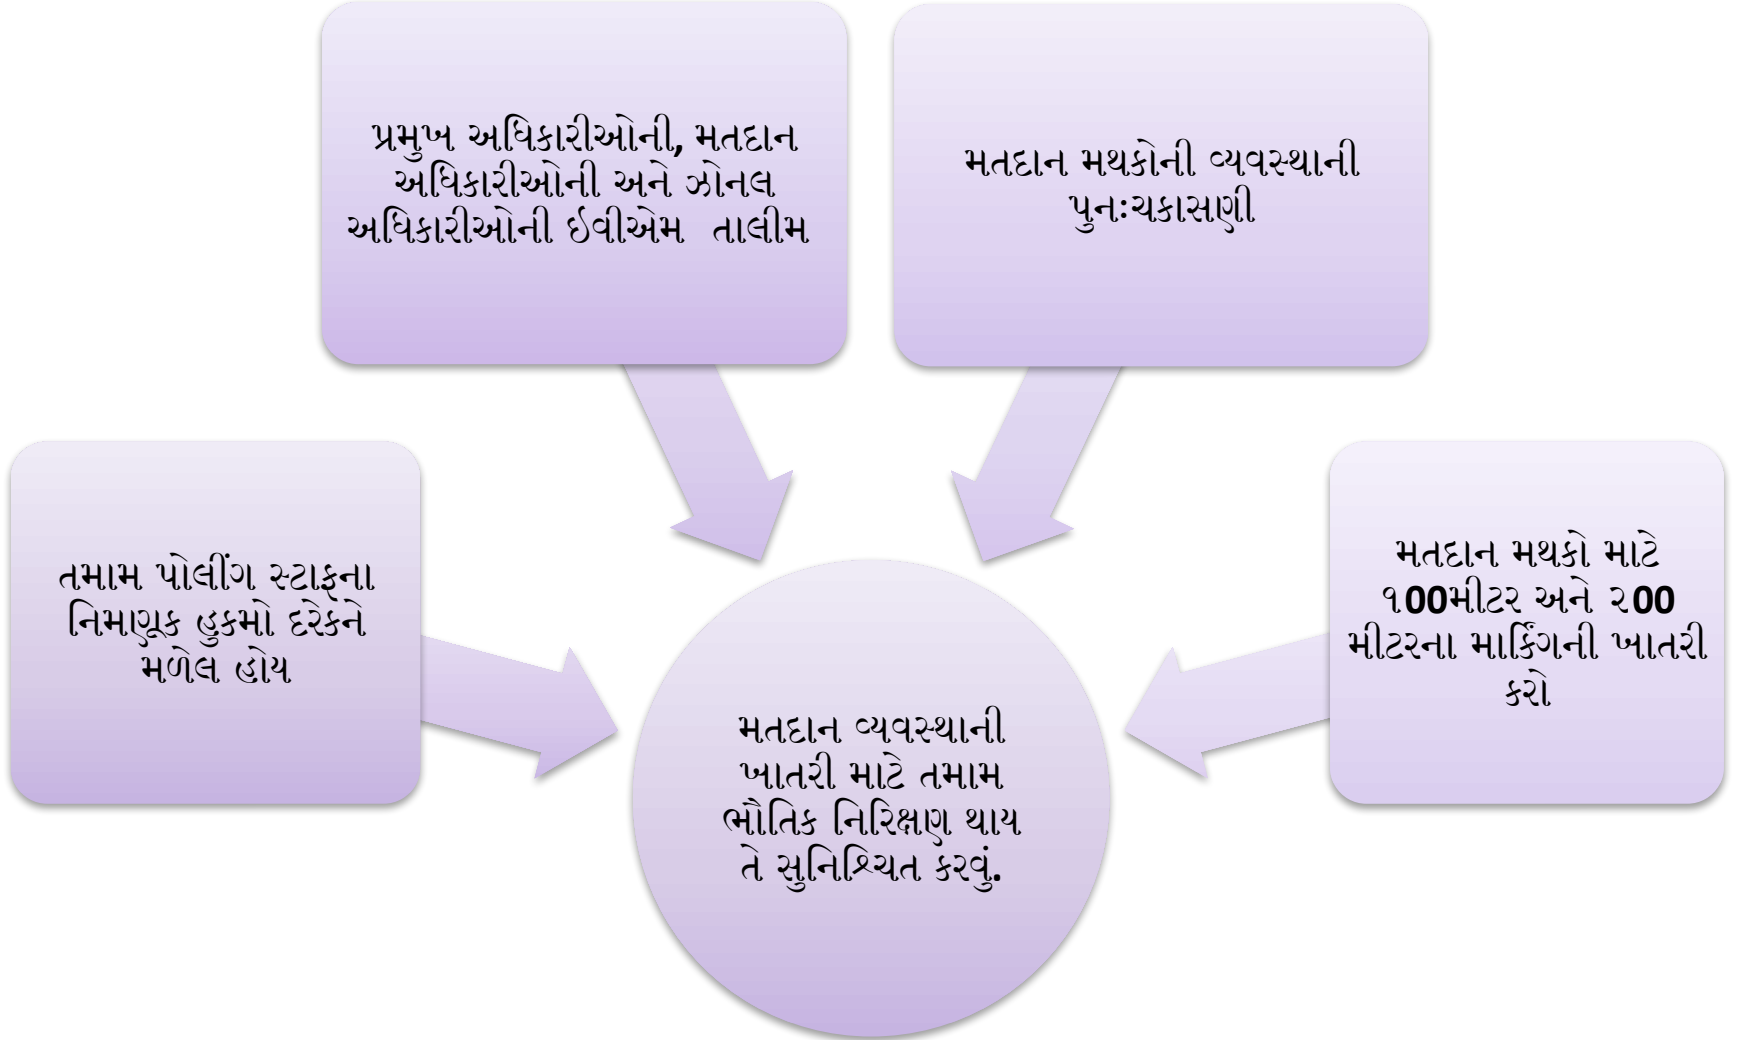 પ્રમુખ અધિકારીઓની, મતદાન
અધિકારીઓની અને ઝોનલ
અધિકારીઓની ઈવીએમ  તાલીમ
મતદાન મથકોની વ્યવસ્થાની
પુનઃચકાસણી
તમામ પોલીંગ સ્ટાફના
નિમણૂક હુકમો દરેકને
મળેલ હોય
મતદાન મથકો માટે
૧00મીટર અને ૨00
મીટરના માર્કિંગની ખાતરી
કરો
મતદાન વ્યવસ્થાની
ખાતરી માટે તમામ
ભૌતિક નિરિક્ષણ થાય
તે સુનિશ્ચિત કરવું.